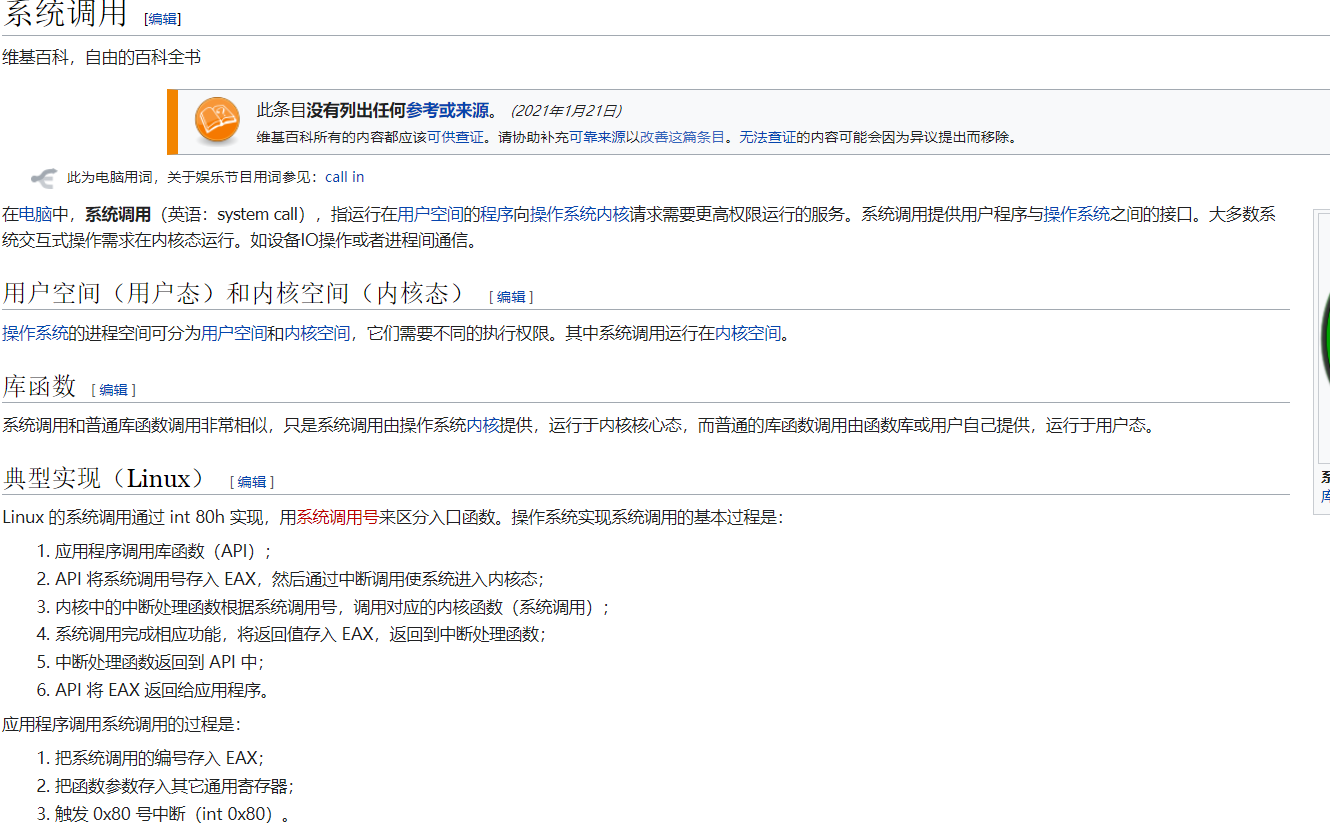 系统调用 [编辑]
维基百科，自由的百科全书
此条目没有列出任何参考或来源。 (2021年1月21日)
维基百科所有的内容都应该可供查证。请协助补充可靠来源以改善这篇条目。无法查证的内容可能会因为异议提出而移除。
此为电脑用词，关于娱乐节目用词参见：call in
在电脑中，系统调用（英语：system call），指运行在用户空间的程序向操作系统内核请求需要更高权限运行的服务。系统调用提供用户程序与操作系统之间的接口。大多数系
统交互式操作需求在内核态运行。如设备IO操作或者进程间通信。
用户空间（用户态）和内核空间（内核态） [ 编辑 ]
操作系统的进程空间可分为用户空间和内核空间，它们需要不同的执行权限。其中系统调用运行在内核空间。
库函数 [ 编辑 ]
系统调用和普通库函数调用非常相似，只是系统调用由操作系统内核提供，运行于内核核心态，而普通的库函数调用由函数库或用户自己提供，运行于用户态。
典型实现（Linux） [ 编辑 ]
Linux 的系统调用通过 int 80h 实现，用系统调用号来区分入口函数。操作系统实现系统调用的基本过程是：
1. 应用程序调用库函数（API）；
2. API 将系统调用号存入 EAX，然后通过中断调用使系统进入内核态；
3. 内核中的中断处理函数根据系统调用号，调用对应的内核函数（系统调用）；
4. 系统调用完成相应功能，将返回值存入 EAX，返回到中断处理函数；
5. 中断处理函数返回到 API 中；
6. API 将 EAX 返回给应用程序。
应用程序调用系统调用的过程是：
1. 把系统调用的编号存入 EAX；
2. 把函数参数存入其它通用寄存器；
3. 触发 0x80 号中断（int 0x80）。